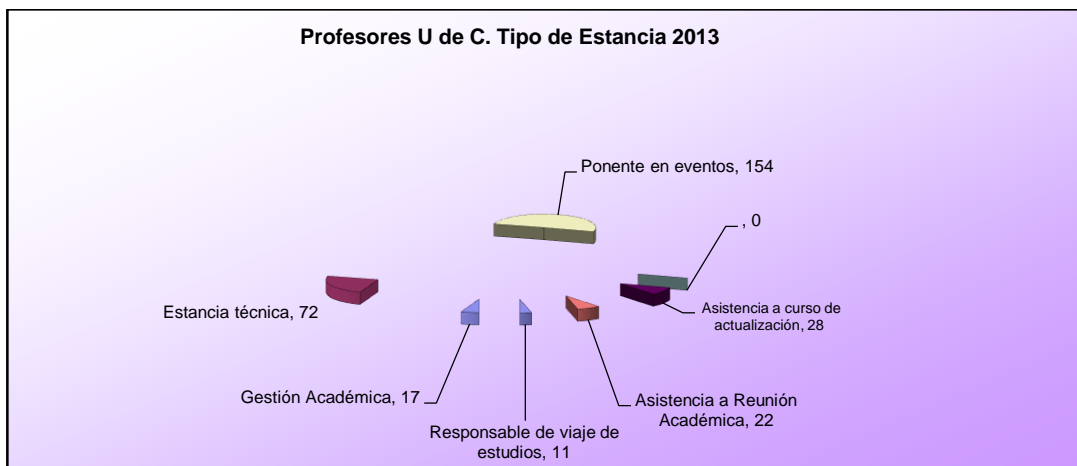 Profesores U de C. Tipo de Estancia 2013
Ponente en eventos, 154
, 0
Asistencia a curso de
actualización, 28
Estancia técnica, 72
Gestión Académica, 17
Asistencia a Reunión
Académica, 22
Responsable de viaje de
estudios, 11